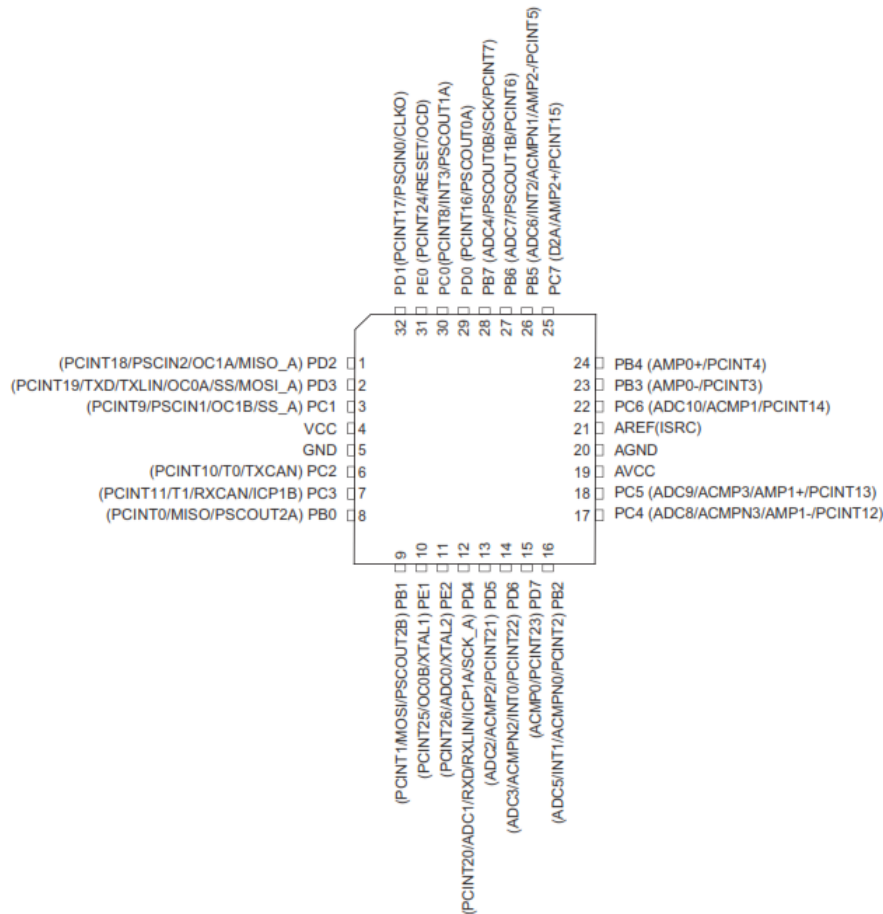 PD1(PCINT17/PSCIN0/CLKO)
PE0 (PCINT24/RESET/OCD)
PC0(PCINT8/INT3/PSCOUT1A)
PD0 (PCINT16/PSCOUT0A)
PB7 (ADC4/PSCOUT0B/SCK/PCINT7)
PB6 (ADC7/PSCOUT1B/PCINT6)
PB5 (ADC6/INT2/ACMPN1/AMP2-/PCINT5)
PC7 (D2A/AMP2+/PCINT15)
32 31 30 29 28 27 26 25
(PCINT18/PSCIN2/OC1A/MISO_A) PD2 1
(PCINT19/TXD/TXLIN/OC0A/SS/MOSI_A) PD3 2
(PCINT9/PSCIN1/OC1B/SS_A) PC1 3
VCC 4
GND 5
(PCINT10/T0/TXCAN) PC2 6
(PCINT11/T1/RXCAN/ICP1B) PC3 7
(PCINT0/MISO/PSCOUT2A) PB0 8
24 PB4 (AMP0+/PCINT4)
23 PB3 (AMP0-/PCINT3)
22 PC6 (ADC10/ACMP1/PCINT14)
21 AREF(ISRC)
20 AGND
19 AVCC
18 PC5 (ADC9/ACMP3/AMP1+/PCINT13)
17 PC4 (ADC8/ACMPN3/AMP1-/PCINT12)
9 10 11 12 13 14 15 16
(PCINT1/MOSI/PSCOUT2B) PB1
(PCINT25/OC0B/XTAL1) PE1
(PCINT26/ADC0/XTAL2) PE2
(PCINT20/ADC1/RXD/RXLIN/ICP1A/SCK_A) PD4
(ADC2/ACMP2/PCINT21) PD5
(ADC3/ACMPN2/INT0/PCINT22) PD6
(ACMP0/PCINT23) PD7
(ADC5/INT1/ACMPN0/PCINT2) PB2